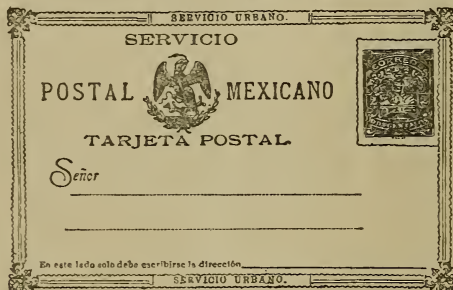 SERVICIO URBANO.
SERVICIO
POSTAL MEXICANO
TARJETA POSTAL.
Señor
En este lado solo debe escribirse la dirección
SERVICIO URBANO.